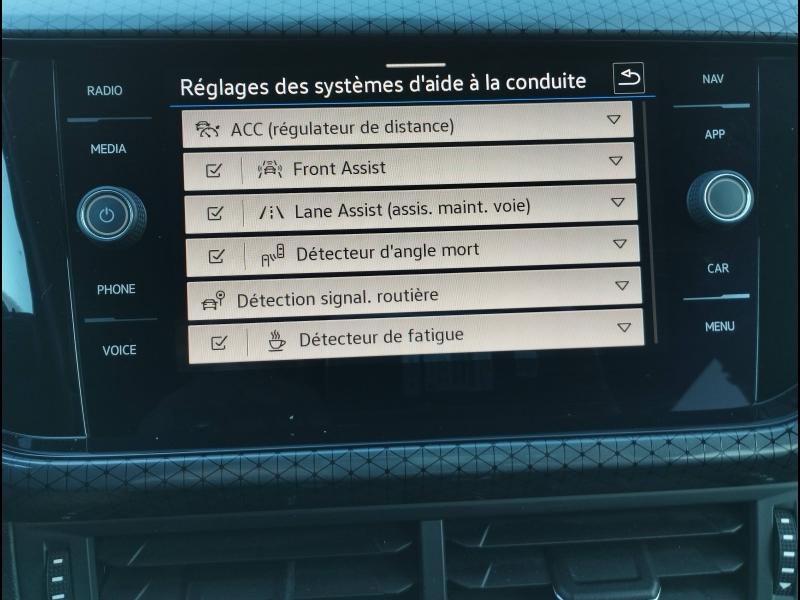 Réglages des systèmes d'aide à la conduite
RADIO
MEDIA
PHONE
VOICE
ACC (régulateur de distance)
Front Assist
Lane Assist (assis. maint. voie)
Détecteur d'angle mort
Détection signal. routière
Détecteur de fatigue
NAV
APP
CAR
MENU